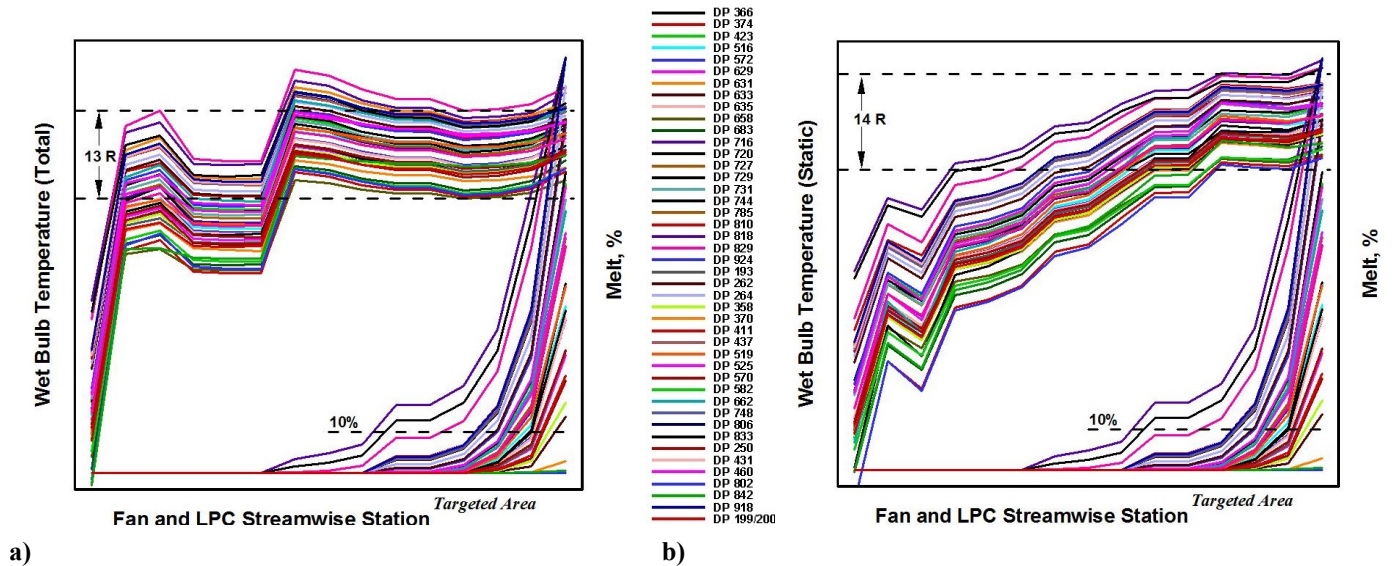 Wet Bulb Temperature (Total)
13 R
10%
Melt, %
Targeted Area
Fan and LPC Streamwise Station
a)
DP 366
DP 374
DP 423
DP 516
DP 572
DP 629
DP 631
DP 633
DP 635
DP 658
DP 683
DP 716
DP 720
DP 727
DP 729
DP 731
DP 744
DP 785
DP 810
DP 818
DP 829
DP 924
DP 193
DP 262
DP 264
DP 358
DP 370
DP 411
DP 437
DP 519
DP 525
DP 570
DP 582
DP 662
DP 748
DP 806
DP 833
DP 250
DP 431
DP 460
DP 802
DP 842
DP 918
DP 199/200
Wet Bulb Temperature (Static)
14 R
10%
Melt, %
Targeted Area
Fan and LPC Streamwise Station
b)